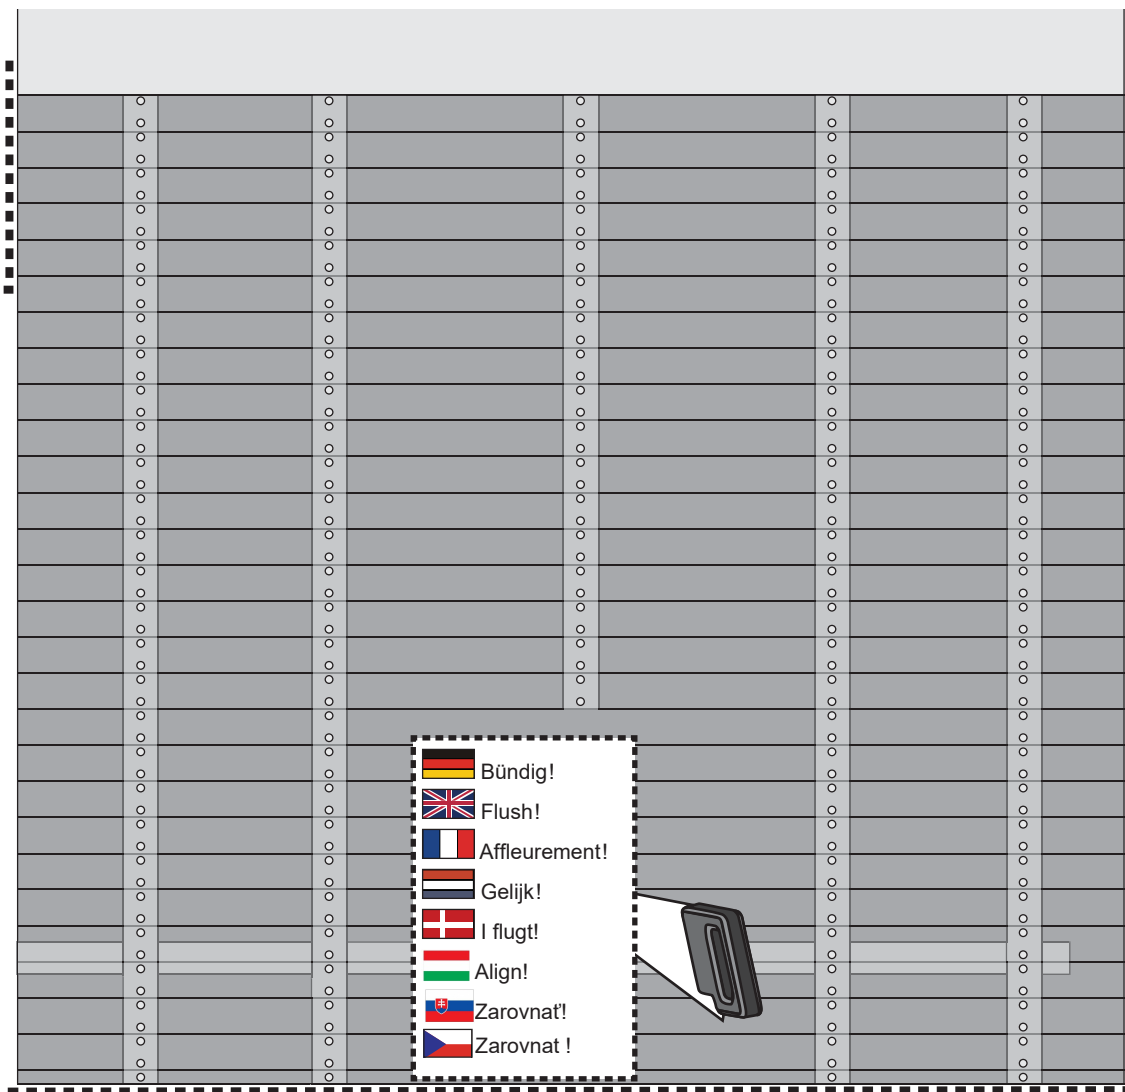 Bündig!
Flush!
Affleurement!
Gelijk!
I flugt!
Align!
Zarovnať!
Zarovnat !